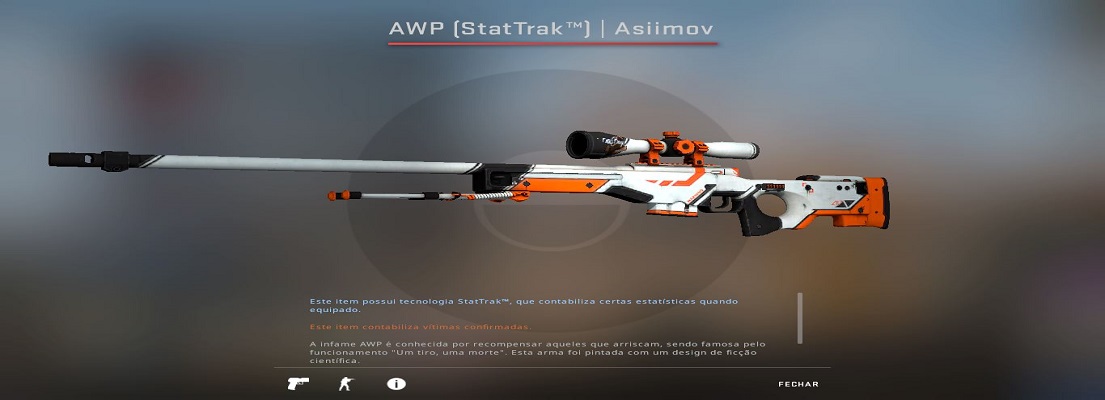 AWP (StatTrak™) | Asiimov
Este item possui tecnologia StatTrak™, que contabiliza certas estatísticas quando
equipado.
Este item contabiliza vítimas confirmadas.
A infame AWP é conhecida por recompensar aqueles que arriscam, sendo famosa pelo
funcionamento "Um tiro, uma morte". Esta arma foi pintada com um design de ficção
científica.
FECHAR